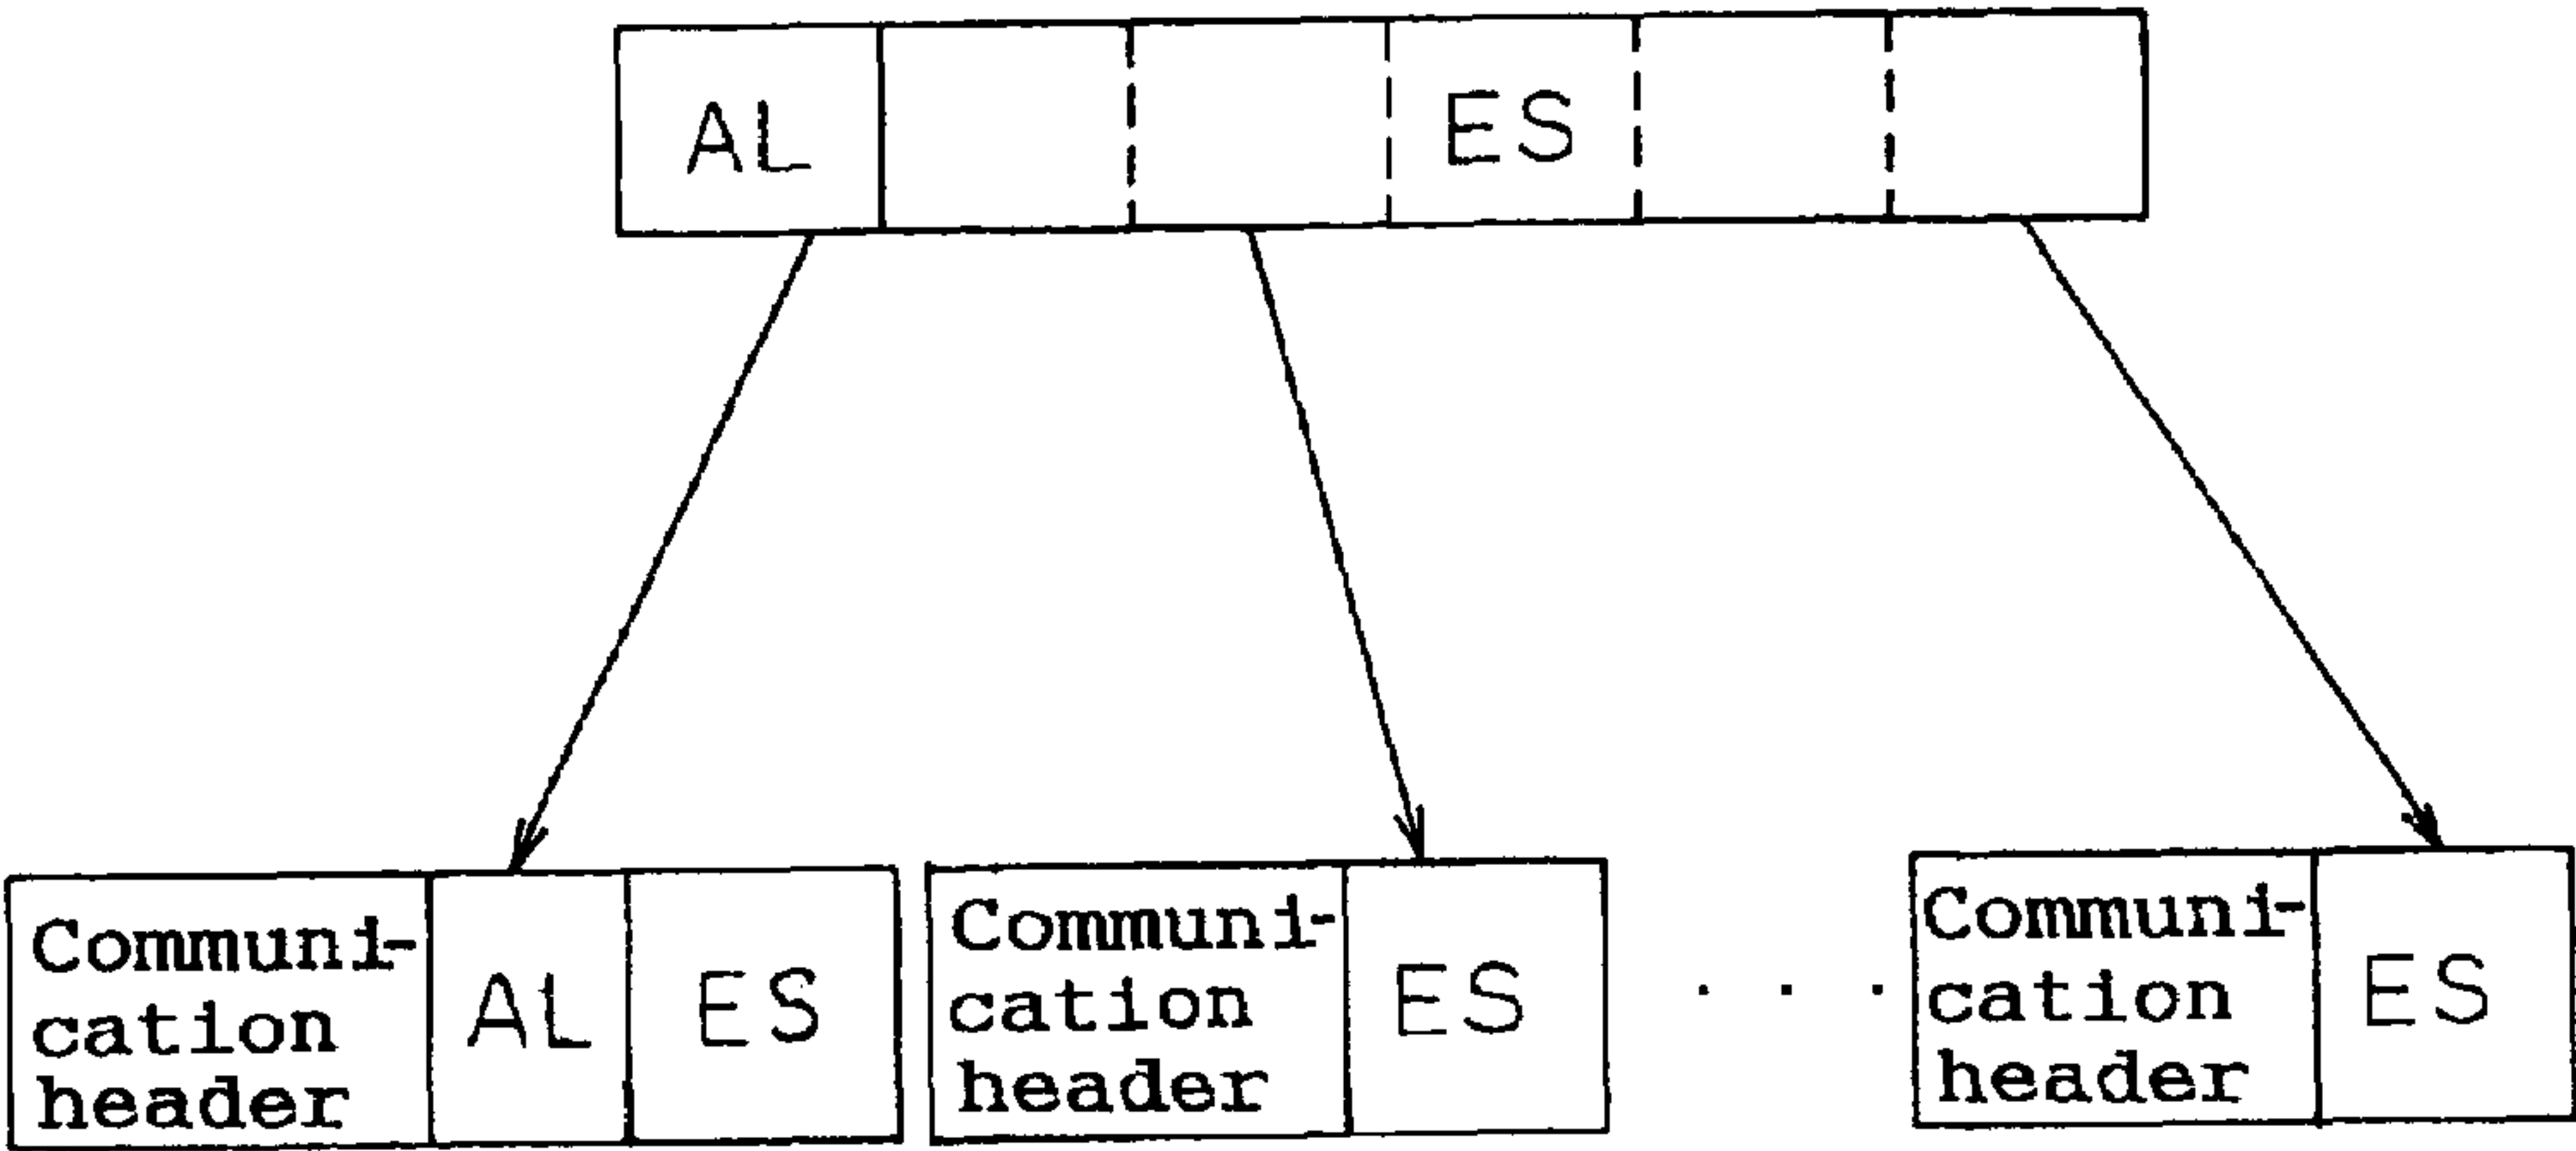 AL ES
Communi-
cation
header
AL ES
Communi-
cation
header
ES
. . .
Communi-
cation
header
ES